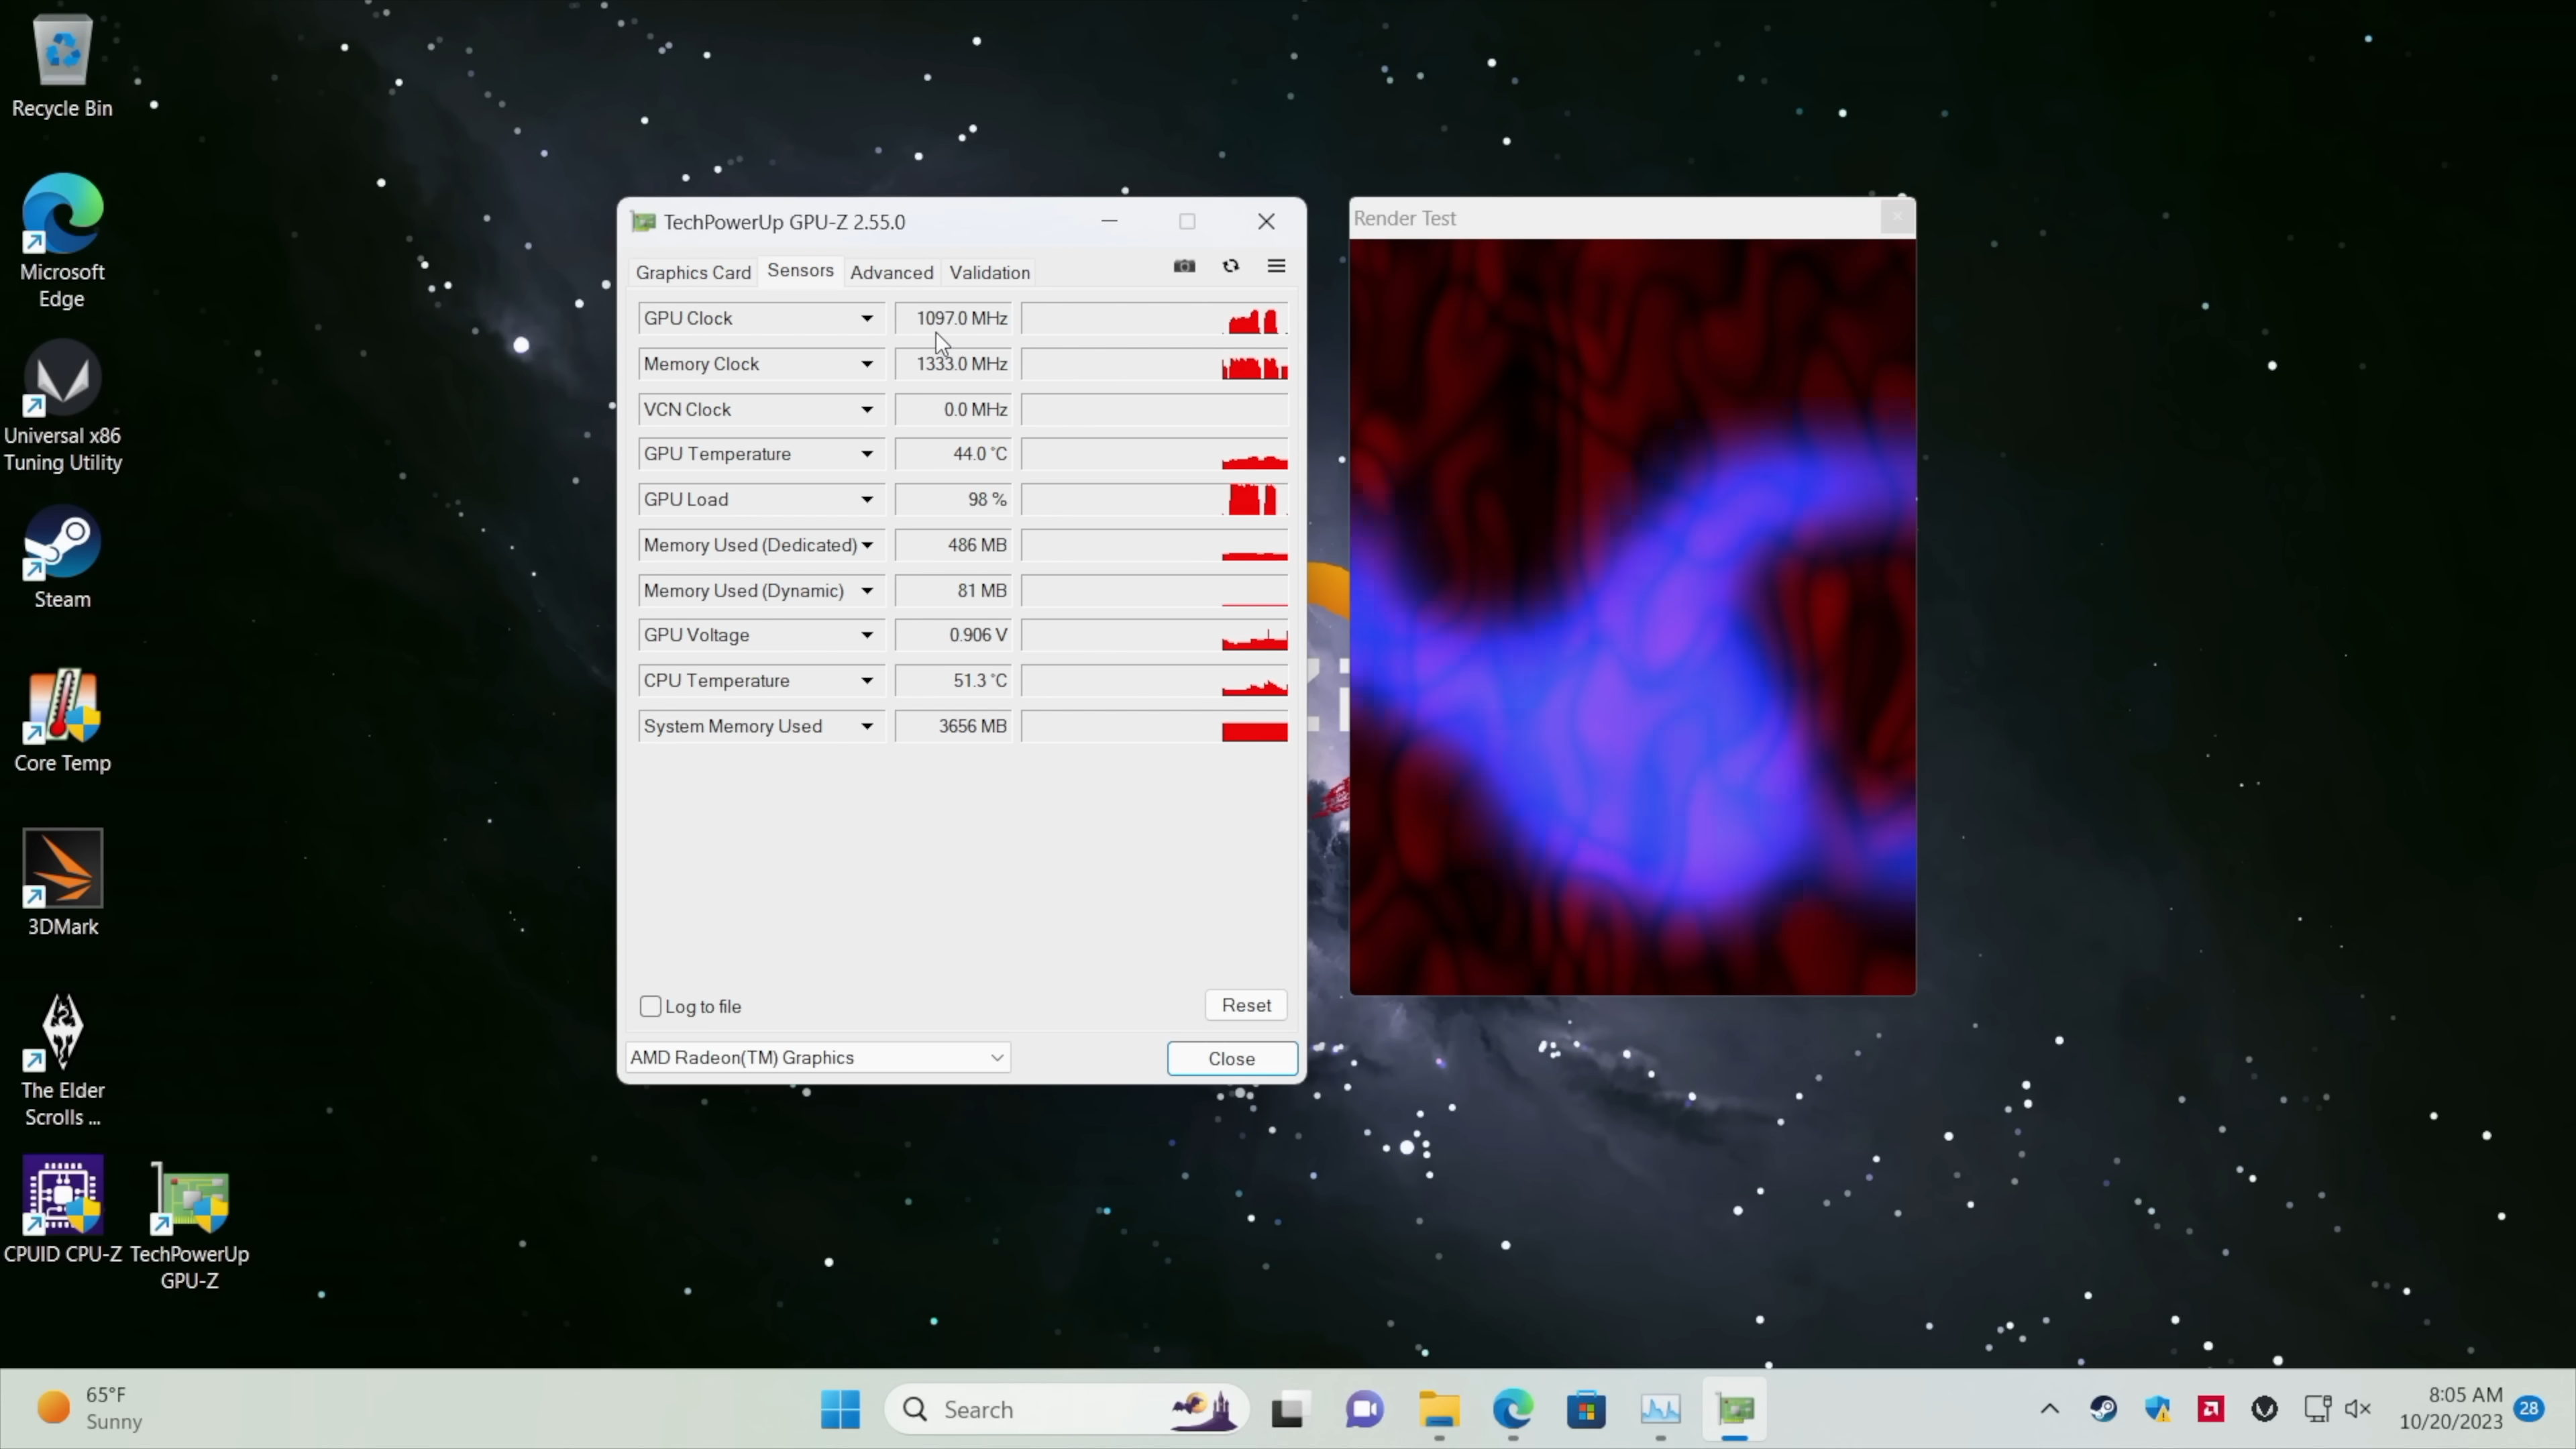 Recycle Bin
Microsoft
Edge
Universal x86
Tuning Utility
Steam
Core Temp
3DMark
The Elder
Scrolls ...
CPUID CPU-Z
TechPowerUp
GPU-Z
TechPowerUp GPU-Z 2.55.0
Graphics Card Sensors Advanced Validation
GPU Clock 1097.0 MHz
Memory Clock 1333.0 MHz
VCN Clock 0.0 MHz
GPU Temperature 44.0 °C
GPU Load 98 %
Memory Used (Dedicated) 486 MB
Memory Used (Dynamic) 81 MB
GPU Voltage 0.906 V
CPU Temperature 51.3 °C
System Memory Used 3656 MB
Log to file
Reset
AMD Radeon(TM) Graphics
Close
Render Test
65°F
Sunny
Search
8:05 AM
10/20/2023
28